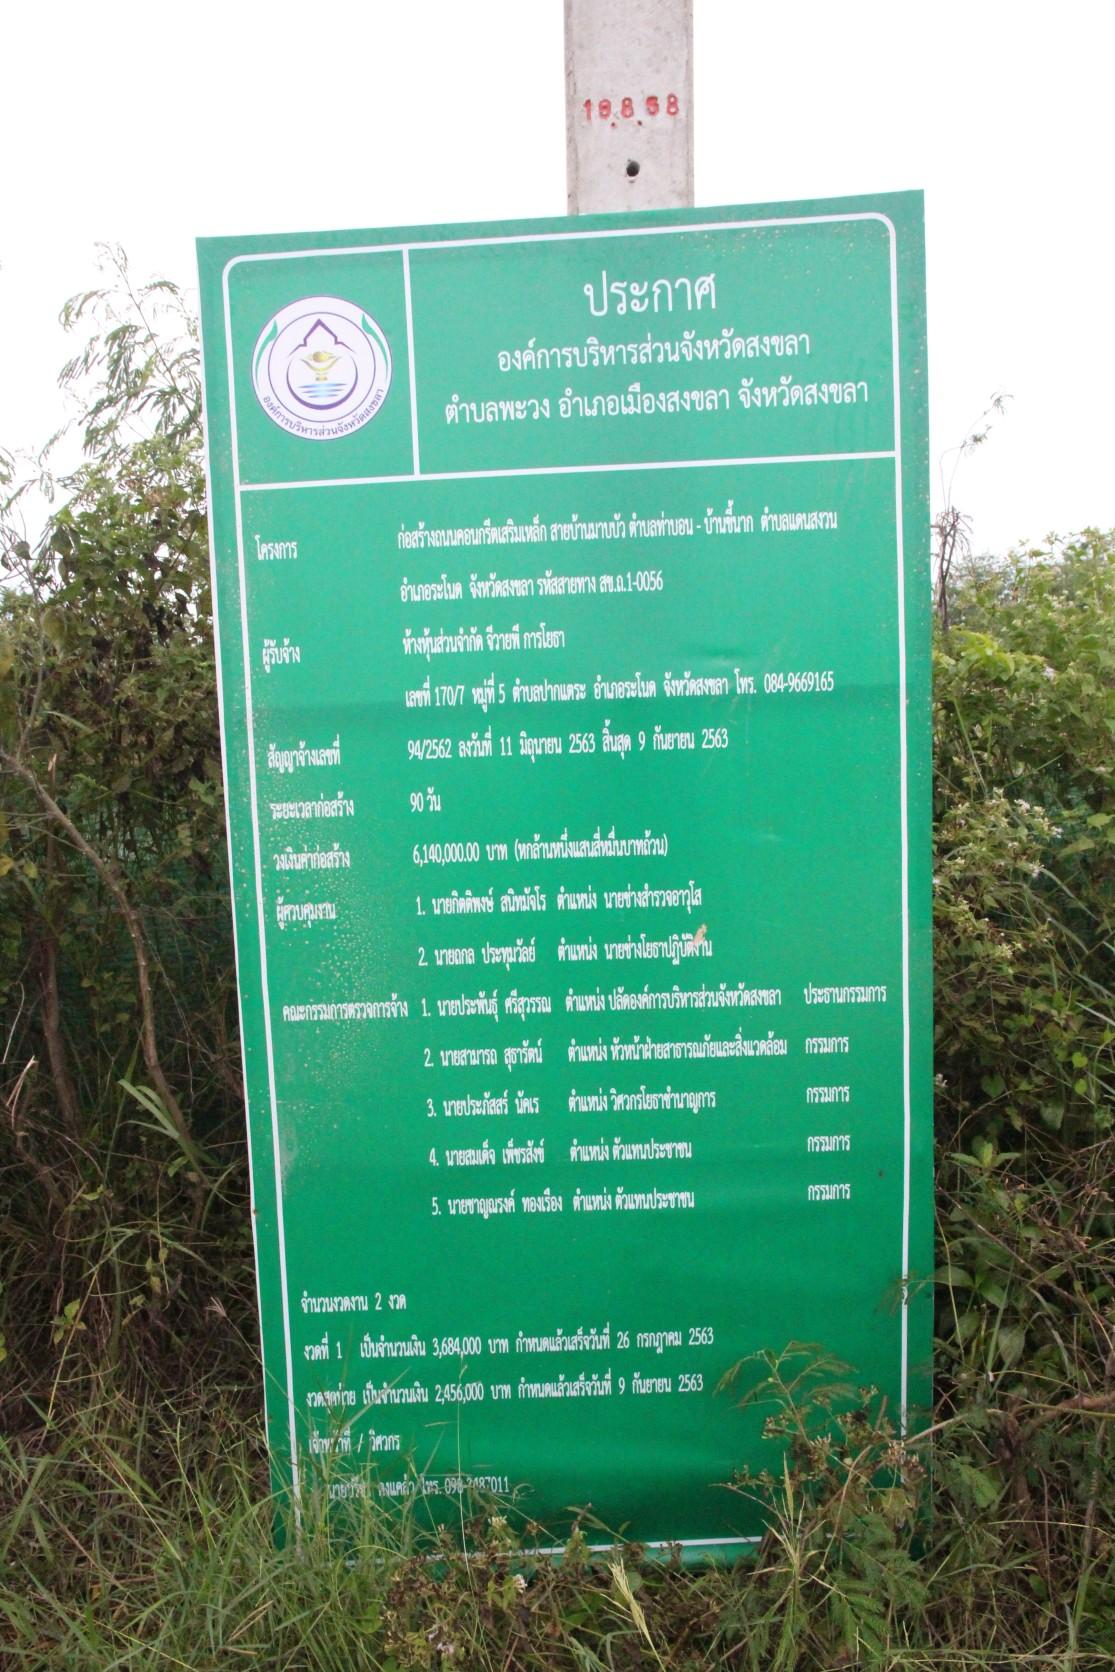 19.8.58
ประกาศ
องค์การบริหารส่วนจังหวัดสงขลา
ตำบลพะวง อำเภอเมืองสงขลา จังหวัดสงขลา
องค์การบริหารส่วนจังหวัดสงขลา
โครงการ ก่อสร้างถนนคอนกรีตเสริมเหล็ก สายบ้านมาบบัว ตำบลท่าบอน - บ้านขี้นาก ตำบลแดนสงวน
อำเภอระโนด จังหวัดสงขลา รหัสสายทาง สข.ถ.1-0056
ผู้รับจ้าง ห้างหุ้นส่วนจำกัด จีวายพี การโยธา
เลขที่ 170/7 หมู่ที่ 5 ตำบลปากแตระ อำเภอระโนด จังหวัดสงขลา โทร. 084-9669165
สัญญาจ้างเลขที่ 94/2562 ลงวันที่ 11 มิถุนายน 2563 สิ้นสุด 9 กันยายน 2563
ระยะเวลาก่อสร้าง 90 วัน
วงเงินค่าก่อสร้าง 6,140,000.00 บาท (หกล้านหนึ่งแสนสี่หมื่นบาทถ้วน)
ผู้ควบคุมงาน 1. นายกิตติพงษ์ สนิทมัจโร ตำแหน่ง นายช่างสำรวจอาวุโส
2. นายถกล ประทุมวัลย์ ตำแหน่ง นายช่างโยธาปฏิบัติงาน
คณะกรรมการตรวจการจ้าง 1. นายประพันธุ์ ศรีสุวรรณ ตำแหน่ง ปลัดองค์การบริหารส่วนจังหวัดสงขลา ประธานกรรมการ
2. นายสามารถ สุธารัตน์ ตำแหน่ง หัวหน้าฝ่ายสาธารณภัยและสิ่งแวดล้อม กรรมการ
3. นายประภัสสร์ นัคเร ตำแหน่ง วิศวกรโยธาชำนาญการ กรรมการ
4. นายสมเด็จ เพ็ชรสังข์ ตำแหน่ง ตัวแทนประชาชน กรรมการ
5. นายชาญณรงค์ ทองเรือง ตำแหน่ง ตัวแทนประชาชน กรรมการ
จำนวนงวดงาน 2 งวด
งวดที่ 1 เป็นจำนวนเงิน 3,684,000 บาท กำหนดแล้วเสร็จวันที่ 26 กรกฎาคม 2563
งวดสุดท้าย เป็นจำนวนเงิน 2,456,000 บาท กำหนดแล้วเสร็จวันที่ 9 กันยายน 2563
เจ้าหน้าที่ / วิศวกร
โทร.